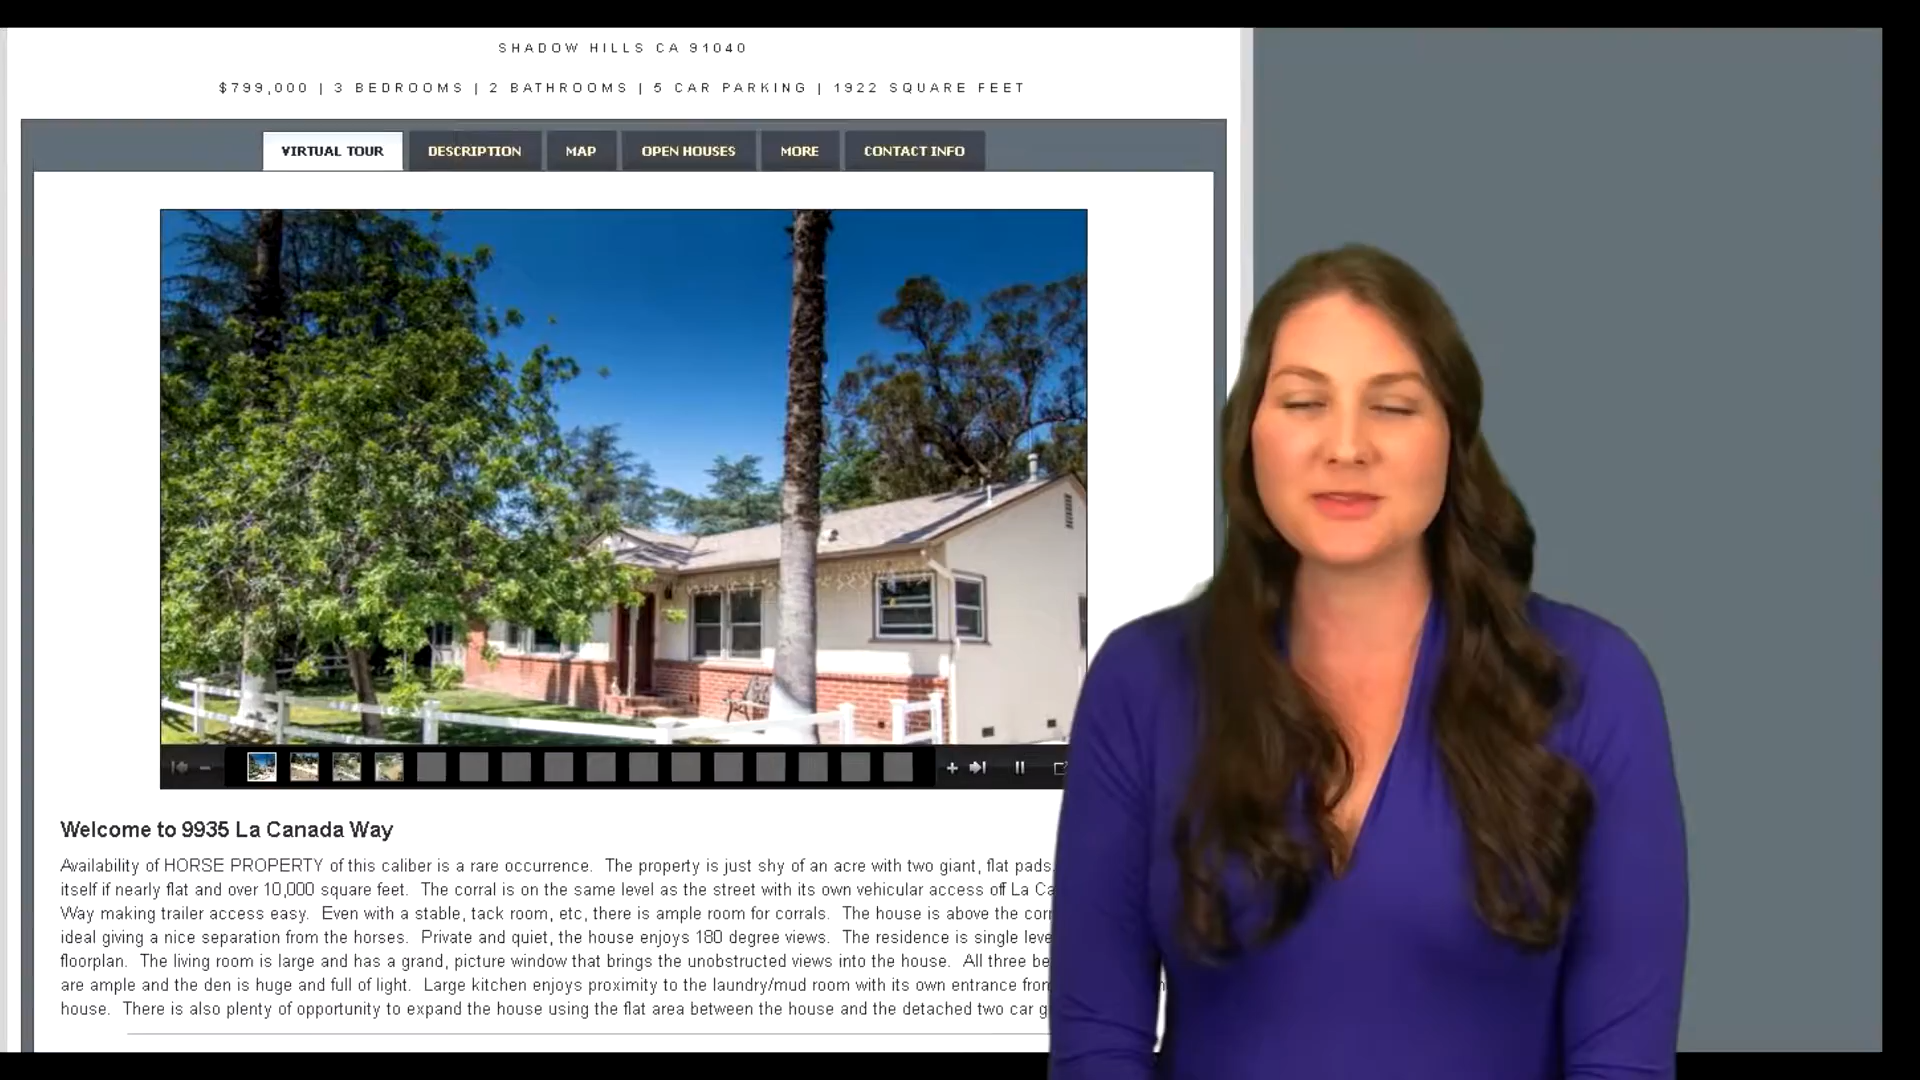 SHADOW HILLS CA 91040
$799,000 | 3 BEDROOMS | 2 BATHROOMS | 5 CAR PARKING | 1922 SQUARE FEET
VIRTUAL TOUR DESCRIPTION MAP OPEN HOUSES MORE CONTACT INFO
Welcome to 9935 La Canada Way
Availability of HORSE PROPERTY of this caliber is a rare occurrence. The property is just shy of an acre with two giant, flat pads.
itself if nearly flat and over 10,000 square feet. The corral is on the same level as the street with its own vehicular access off La Ca
Way making trailer access easy. Even with a stable, tack room, etc, there is ample room for corrals. The house is above the corr
ideal giving a nice separation from the horses. Private and quiet, the house enjoys 180 degree views. The residence is single leve
floorplan. The living room is large and has a grand, picture window that brings the unobstructed views into the house. All three be
are ample and the den is huge and full of light. Large kitchen enjoys proximity to the laundry/mud room with its own entrance from
house. There is also plenty of opportunity to expand the house using the flat area between the house and the detached two car g